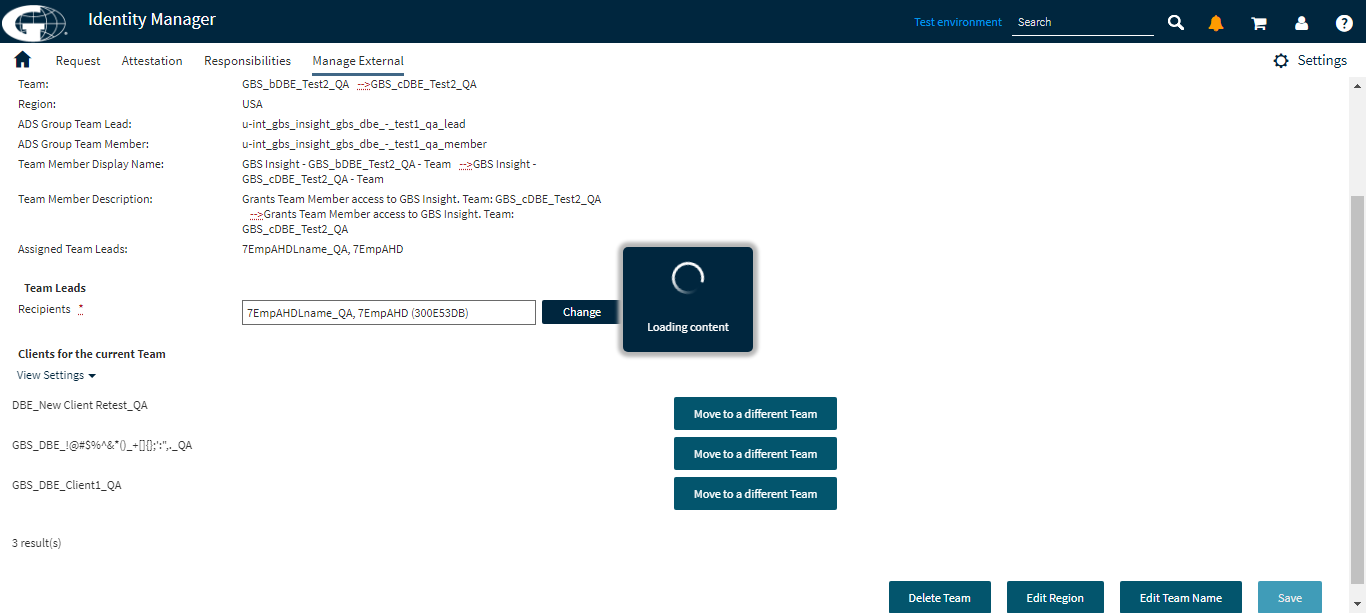 Identity Manager
Test environment
Search
Request Attestation Responsibilities Manage External
Settings
Team: GBS_bDBE_Test2_QA -->GBS_cDBE_Test2_QA
Region: USA
ADS Group Team Lead: u-int_gbs_insight_gbs_dbe_-_test1_qa_lead
ADS Group Team Member: u-int_gbs_insight_gbs_dbe_-_test1_qa_member
Team Member Display Name: GBS Insight - GBS_bDBE_Test2_QA - Team -->GBS Insight -
GBS_cDBE_Test2_QA - Team
Team Member Description: Grants Team Member access to GBS Insight. Team: GBS_cDBE_Test2_QA
-->Grants Team Member access to GBS Insight. Team:
GBS_cDBE_Test2_QA
Assigned Team Leads: 7EmpAHDLname_QA, 7EmpAHD
Team Leads
Recipients *
7EmpAHDLname_QA, 7EmpAHD (300E53DB)
Change
Loading content
Clients for the current Team
View Settings
DBE_New Client Retest_QA
Move to a different Team
GBS_DBE_!@#$%^&*()_+[]{};':",._QA
Move to a different Team
GBS_DBE_Client1_QA
Move to a different Team
3 result(s)
Delete Team
Edit Region
Edit Team Name
Save